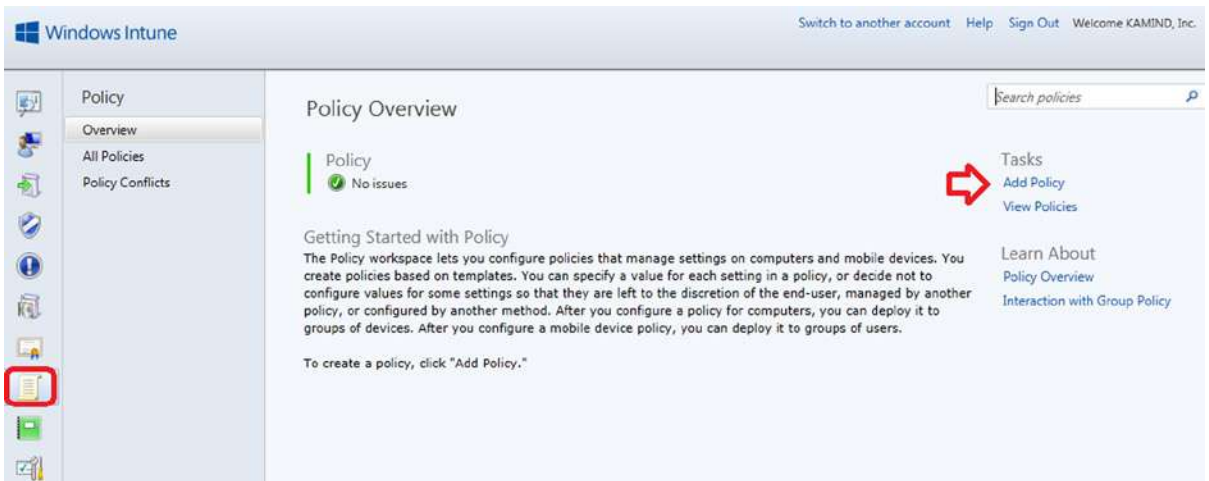 Windows Intune
Switch to another account Help Sign Out Welcome KAMIND, Inc.
Policy
Overview
All Policies
Policy Conflicts
Policy Overview
Policy
No issues
Getting Started with Policy
The Policy workspace lets you configure policies that manage settings on computers and mobile devices. You
create policies based on templates. You can specify a value for each setting in a policy, or decide not to
configure values for some settings so that they are left to the discretion of the end-user, managed by another
policy, or configured by another method. After you configure a policy for computers, you can deploy it to
groups of devices. After you configure a mobile device policy, you can deploy it to groups of users.
To create a policy, click "Add Policy."
Search policies
Tasks
Add Policy
View Policies
Learn About
Policy Overview
Interaction with Group Policy